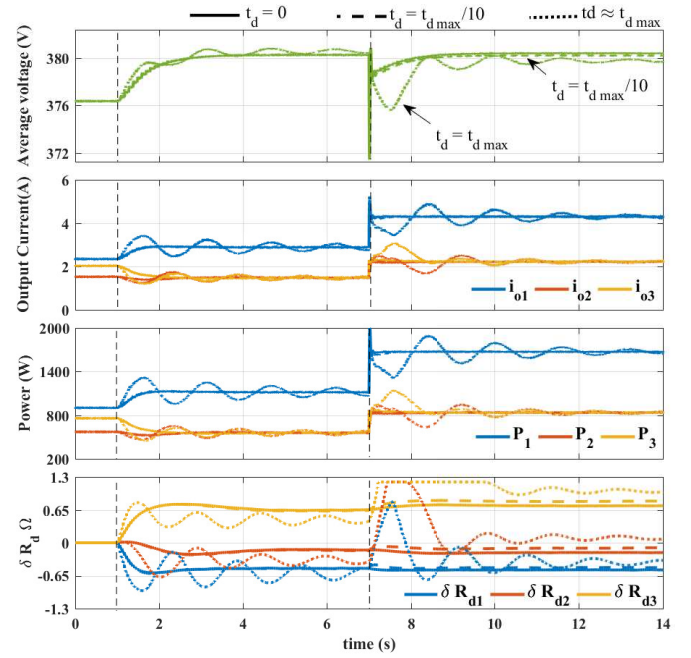 t_d = 0 t_d = t_d max/10 td ≈ t_d max
Average voltage (V)
380
376
372
t_d = t_d max/10
t_d = t_d max
Output Current(A)
6
4
2
0
i_o1 i_o2 i_o3
Power (W)
2000
1400
800
200
P_1 P_2 P_3
δ R_d Ω
1.3
0.65
0
-0.65
-1.3
δ R_d1 δ R_d2 δ R_d3
0 2 4 6 8 10 12 14
time (s)